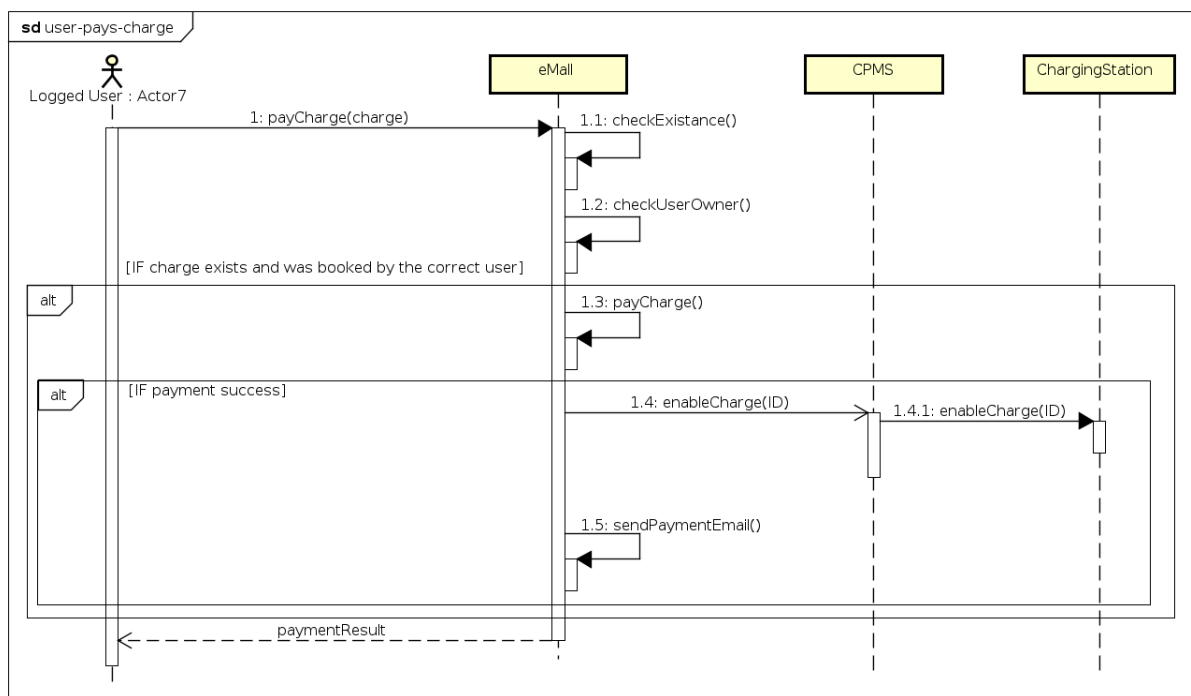 sd user-pays-charge
Logged User : Actor7
eMall
CPMS
ChargingStation
1: payCharge(charge)
1.1: checkExistance()
1.2: checkUserOwner()
[IF charge exists and was booked by the correct user]
alt
1.3: payCharge()
alt
[IF payment success]
1.4: enableCharge(ID)
1.4.1: enableCharge(ID)
1.5: sendPaymentEmail()
paymentResult